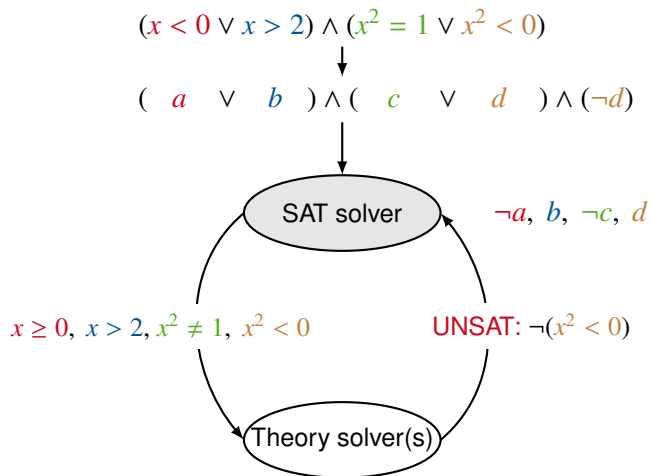 (x < 0 ∨ x > 2) ∧ (x² = 1 ∨ x² < 0)
( a ∨ b ) ∧ ( c ∨ d ) ∧ (¬d)
SAT solver
¬a, b, ¬c, d
x ≥ 0, x > 2, x² ≠ 1, x² < 0
UNSAT: ¬(x² < 0)
Theory solver(s)